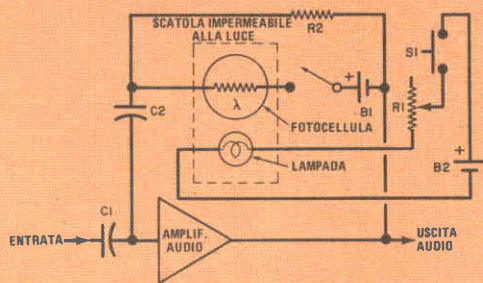 SCATOLA IMPERMEABILE
ALLA LUCE
R2
S1
λ
+
B1
R1
C2
FOTOCELLULA
LAMPADA
+
B2
C1
ENTRATA
AMPLIF.
AUDIO
USCITA
AUDIO